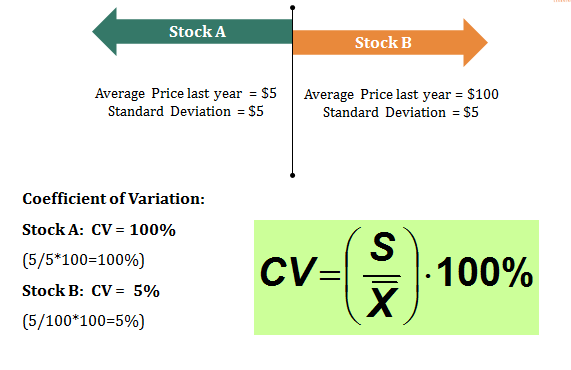 Stock A
Stock B
Average Price last year = $5
Standard Deviation = $5
Average Price last year = $100
Standard Deviation = $5
Coefficient of Variation:
Stock A: CV = 100%
(5/5*100=100%)
Stock B: CV = 5%
(5/100*100=5%)
CV=(S/X̅)·100%